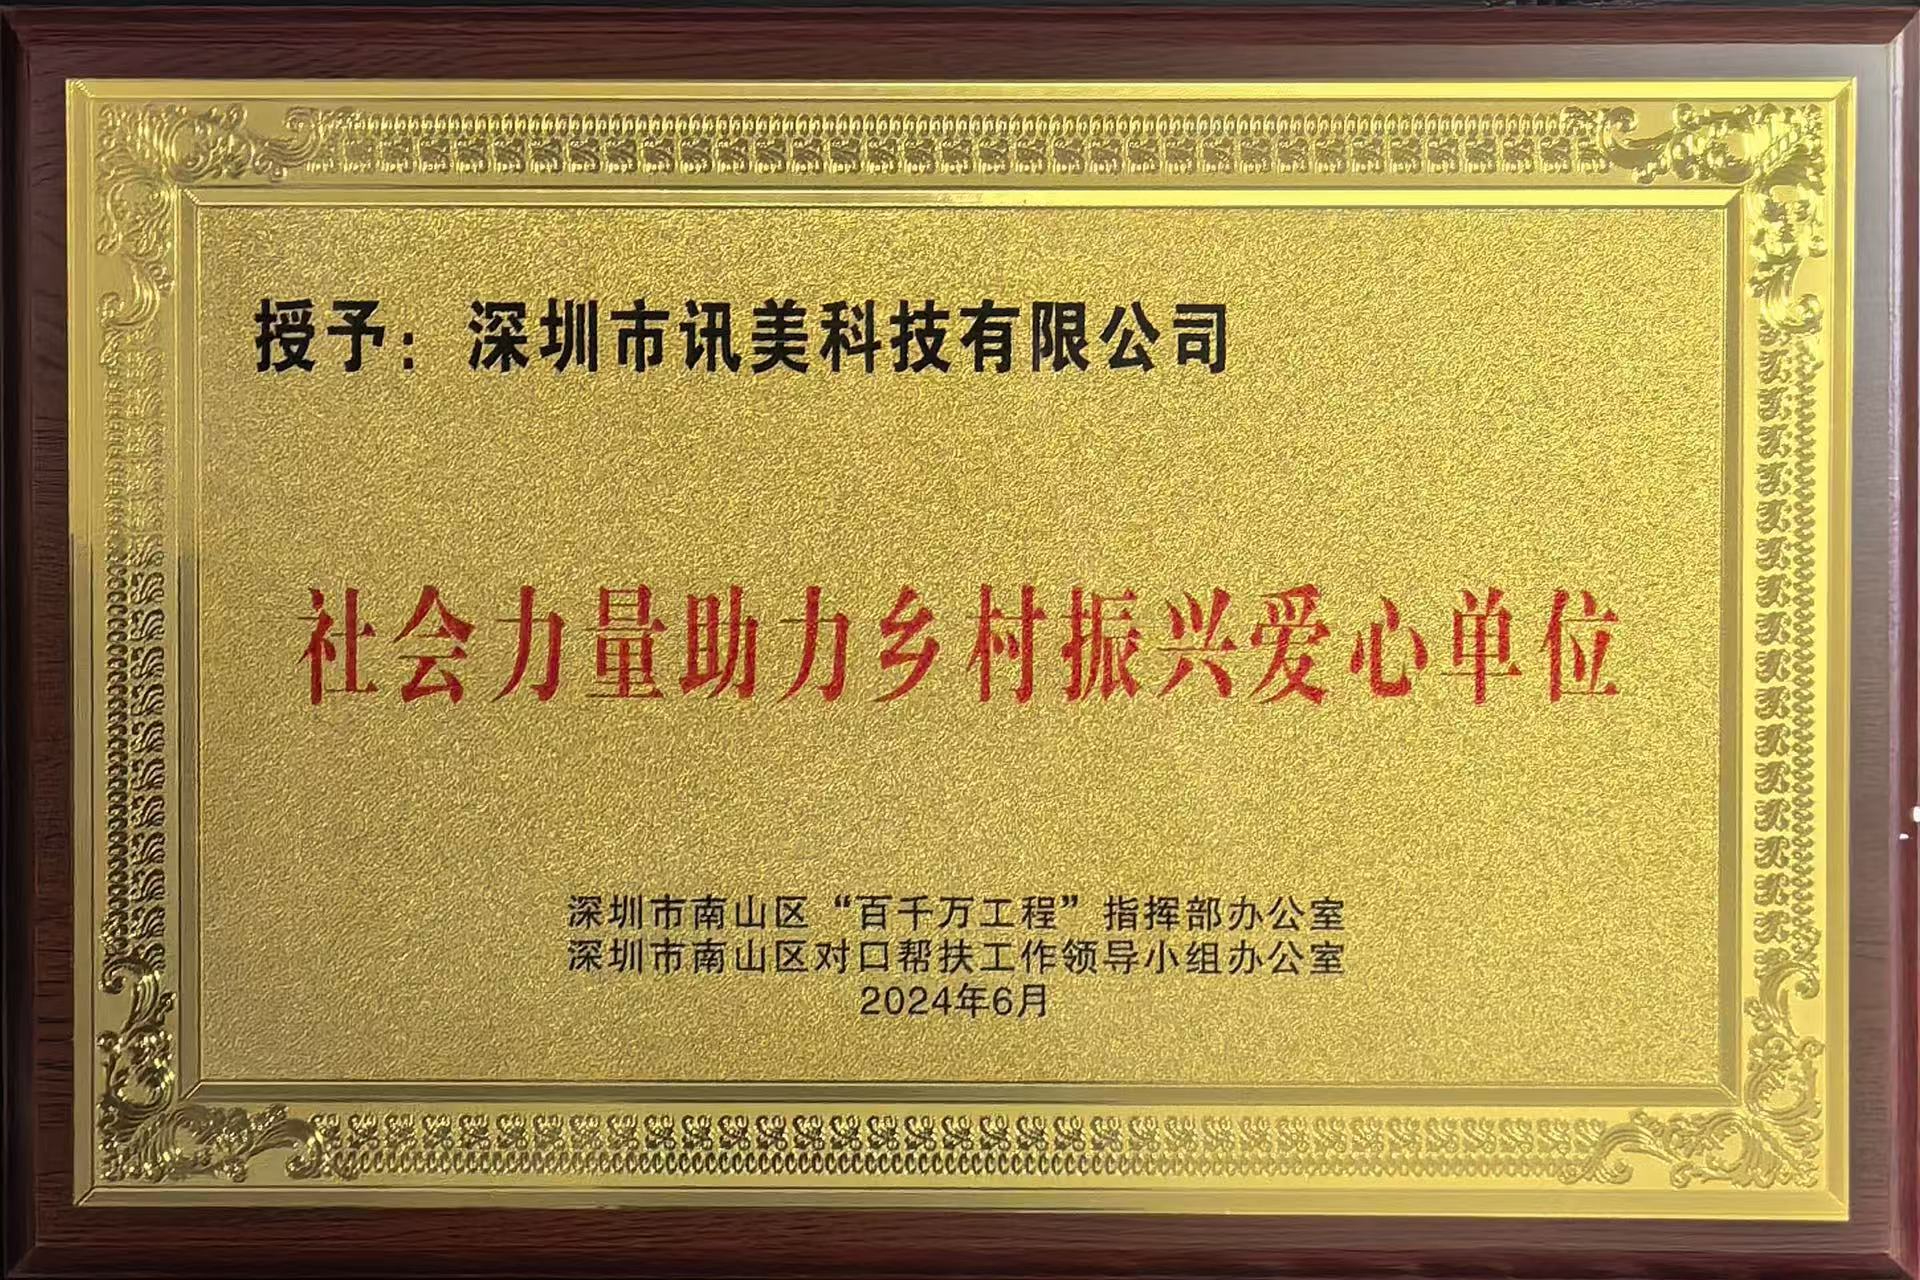 授予：深圳市讯美科技有限公司
社会力量助力乡村振兴爱心单位
深圳市南山区“百千万工程”指挥部办公室
深圳市南山区对口帮扶工作领导小组办公室
2024年6月